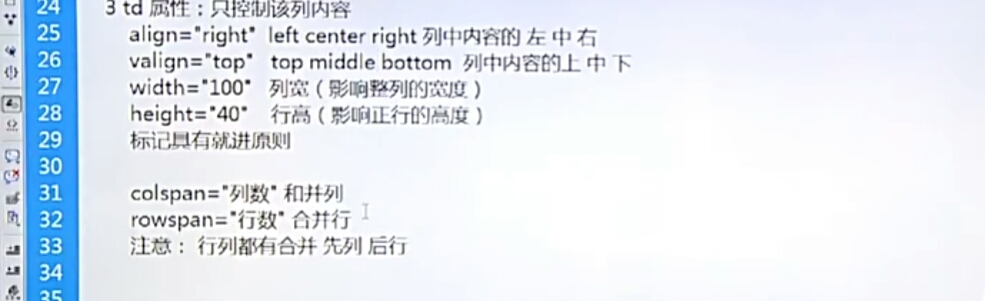 24 3 td 属性：只控制该列内容
25 align="right" left center right 列中内容的 左 中 右
26 valign="top" top middle bottom 列中内容的上 中 下
27 width="100" 列宽（影响整列的宽度）
28 height="40" 行高（影响正行的高度）
29 标记具有就进原则
30
31 colspan="列数" 和并列
32 rowspan="行数" 合并行
33 注意： 行列都有合并 先列 后行
34
35